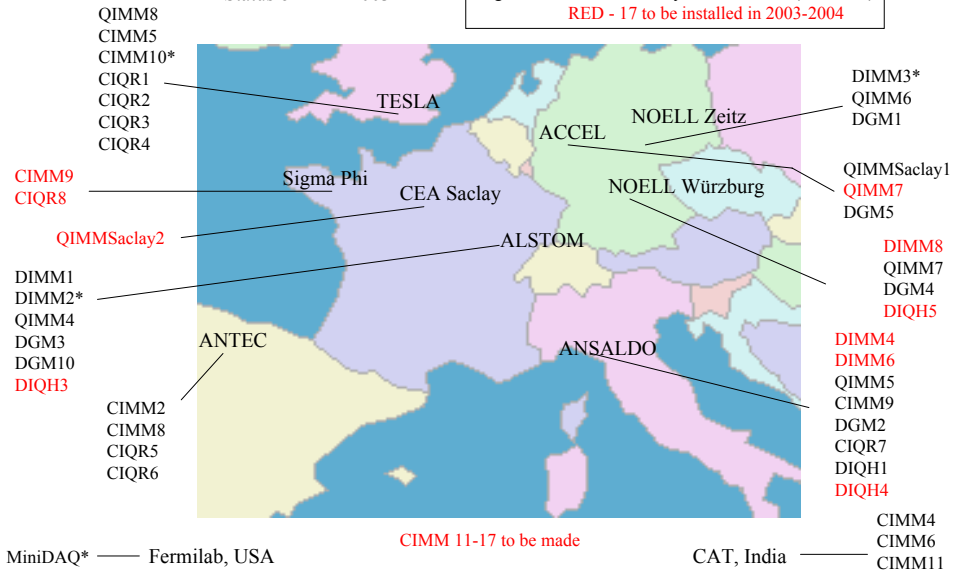 RED - 17 to be installed in 2003-2004
QIMM8
CIMM5
CIMM10*
CIQR1
CIQR2
CIQR3
CIQR4
TESLA
DIMM3*
QIMM6
DGM1
NOELL Zeitz
ACCEL
CIMM9
CIQR8
Sigma Phi
CEA Saclay
NOELL Würzburg
QIMMSaclay1
QIMM7
DGM5
QIMMSaclay2
ALSTOM
DIMM8
QIMM7
DGM4
DIQH5
DIMM1
DIMM2*
QIMM4
DGM3
DGM10
DIQH3
ANTEC
ANSALDO
DIMM4
DIMM6
QIMM5
CIMM9
DGM2
CIQR7
DIQH1
DIQH4
CIMM2
CIMM8
CIQR5
CIQR6
CIMM 11-17 to be made
MiniDAQ*
Fermilab, USA
CAT, India
CIMM4
CIMM6
CIMM11